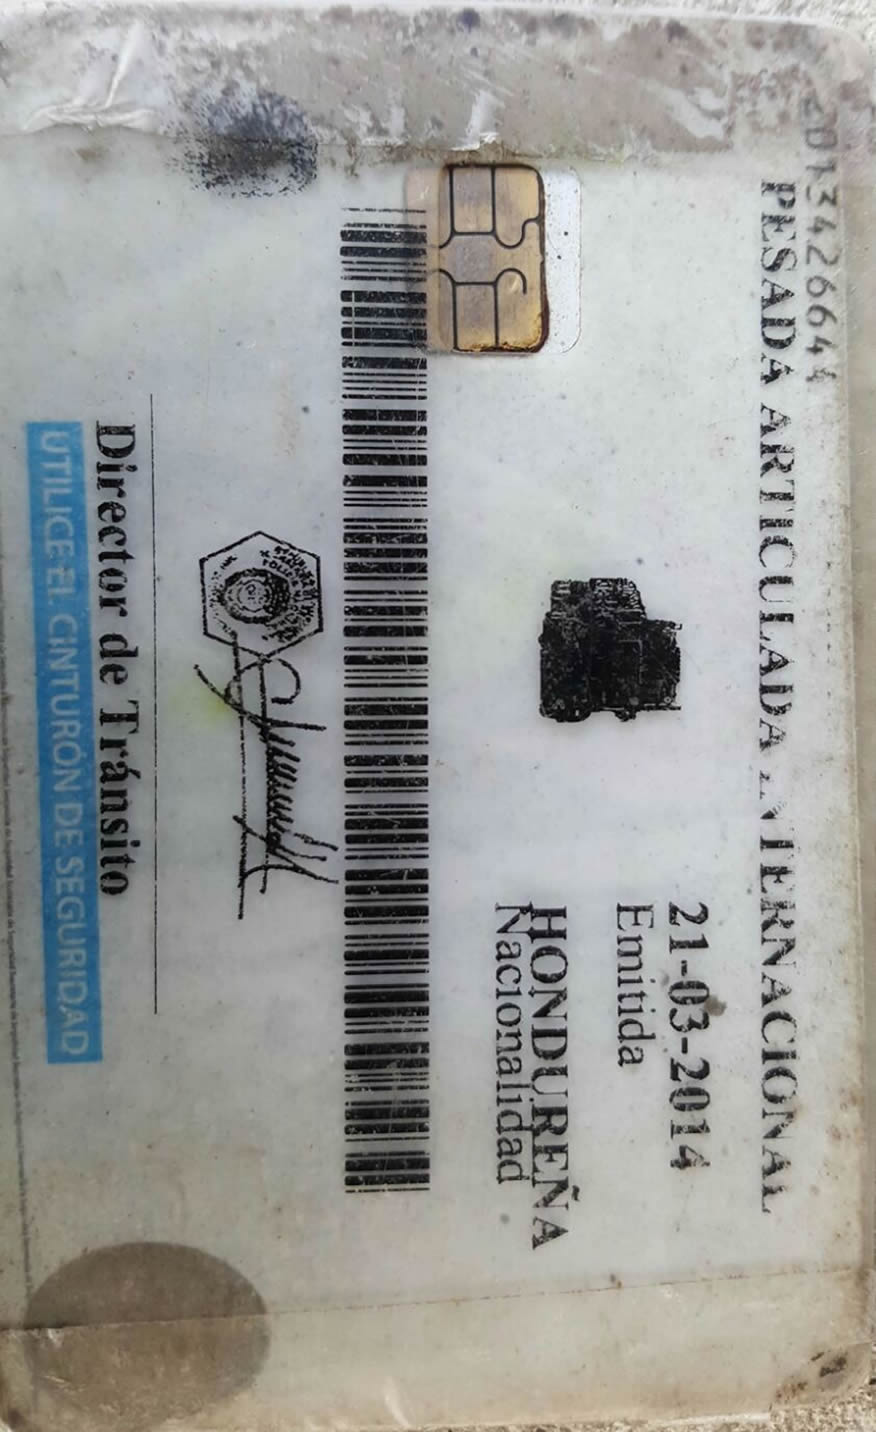 2013426644
PESADA ARTICULADA INTERNACIONAL
21-03-2014
Emitida
HONDUREÑA
Nacionalidad
Director de Tránsito
UTILICE EL CINTURÓN DE SEGURIDAD